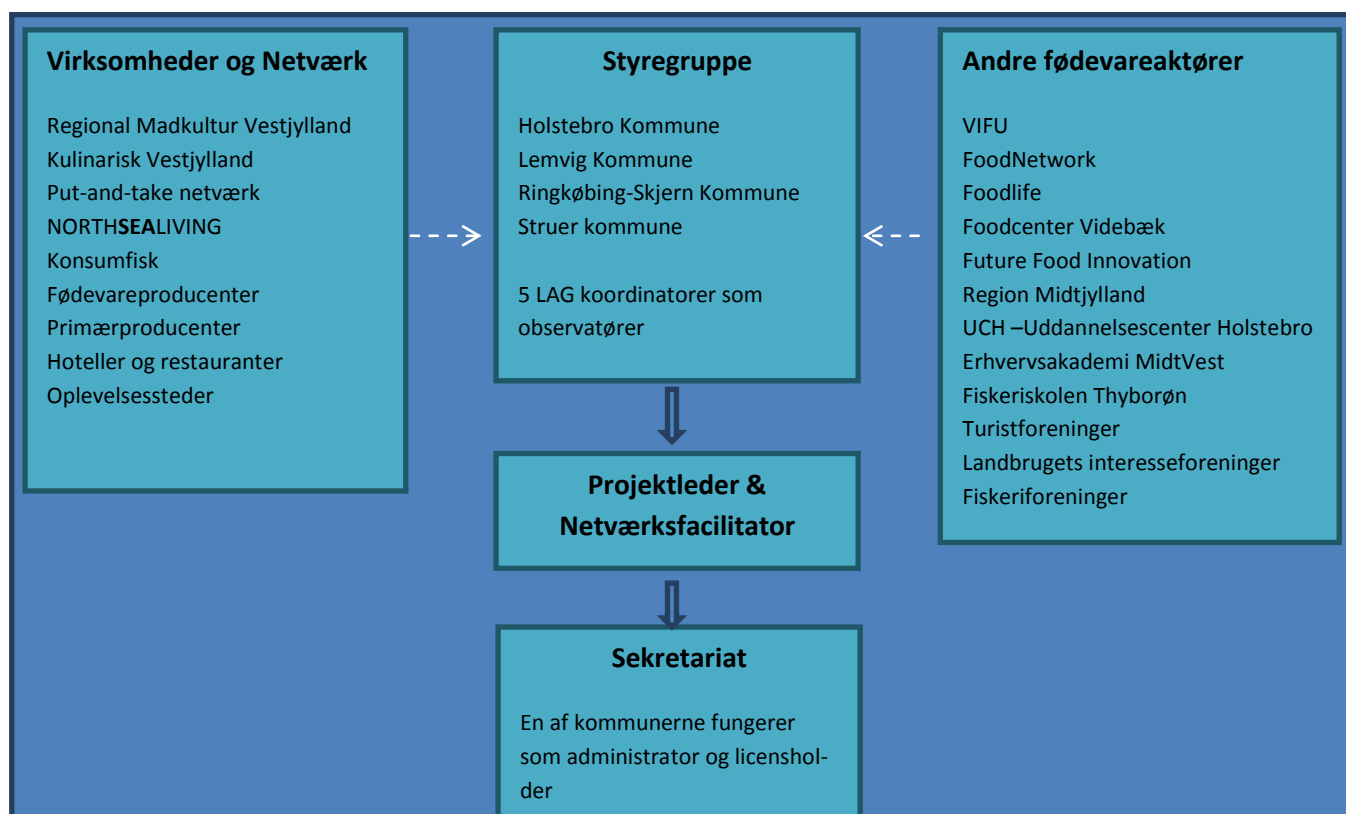 Virksomheder og Netværk
Regional Madkultur Vestjylland
Kulinarisk Vestjylland
Put-and-take netværk
NORTHSEALIVING
Konsumfisk
Fødevareproducenter
Primærproducenter
Hoteller og restauranter
Oplevelsessteder
Styregruppe
Holstebro Kommune
Lemvig Kommune
Ringkøbing-Skjern Kommune
Struer kommune
5 LAG koordinatorer som
observatører
Andre fødevareaktører
VIFU
FoodNetwork
Foodlife
Foodcenter Videbæk
Future Food Innovation
Region Midtjylland
UCH –Uddannelsescenter Holstebro
Erhvervsakademi MidtVest
Fiskeriskolen Thyborøn
Turistforeninger
Landbrugets interesseforeninger
Fiskeriforeninger
Projektleder &
Netværksfacilitator
Sekretariat
En af kommunerne fungerer
som administrator og licenshol-
der